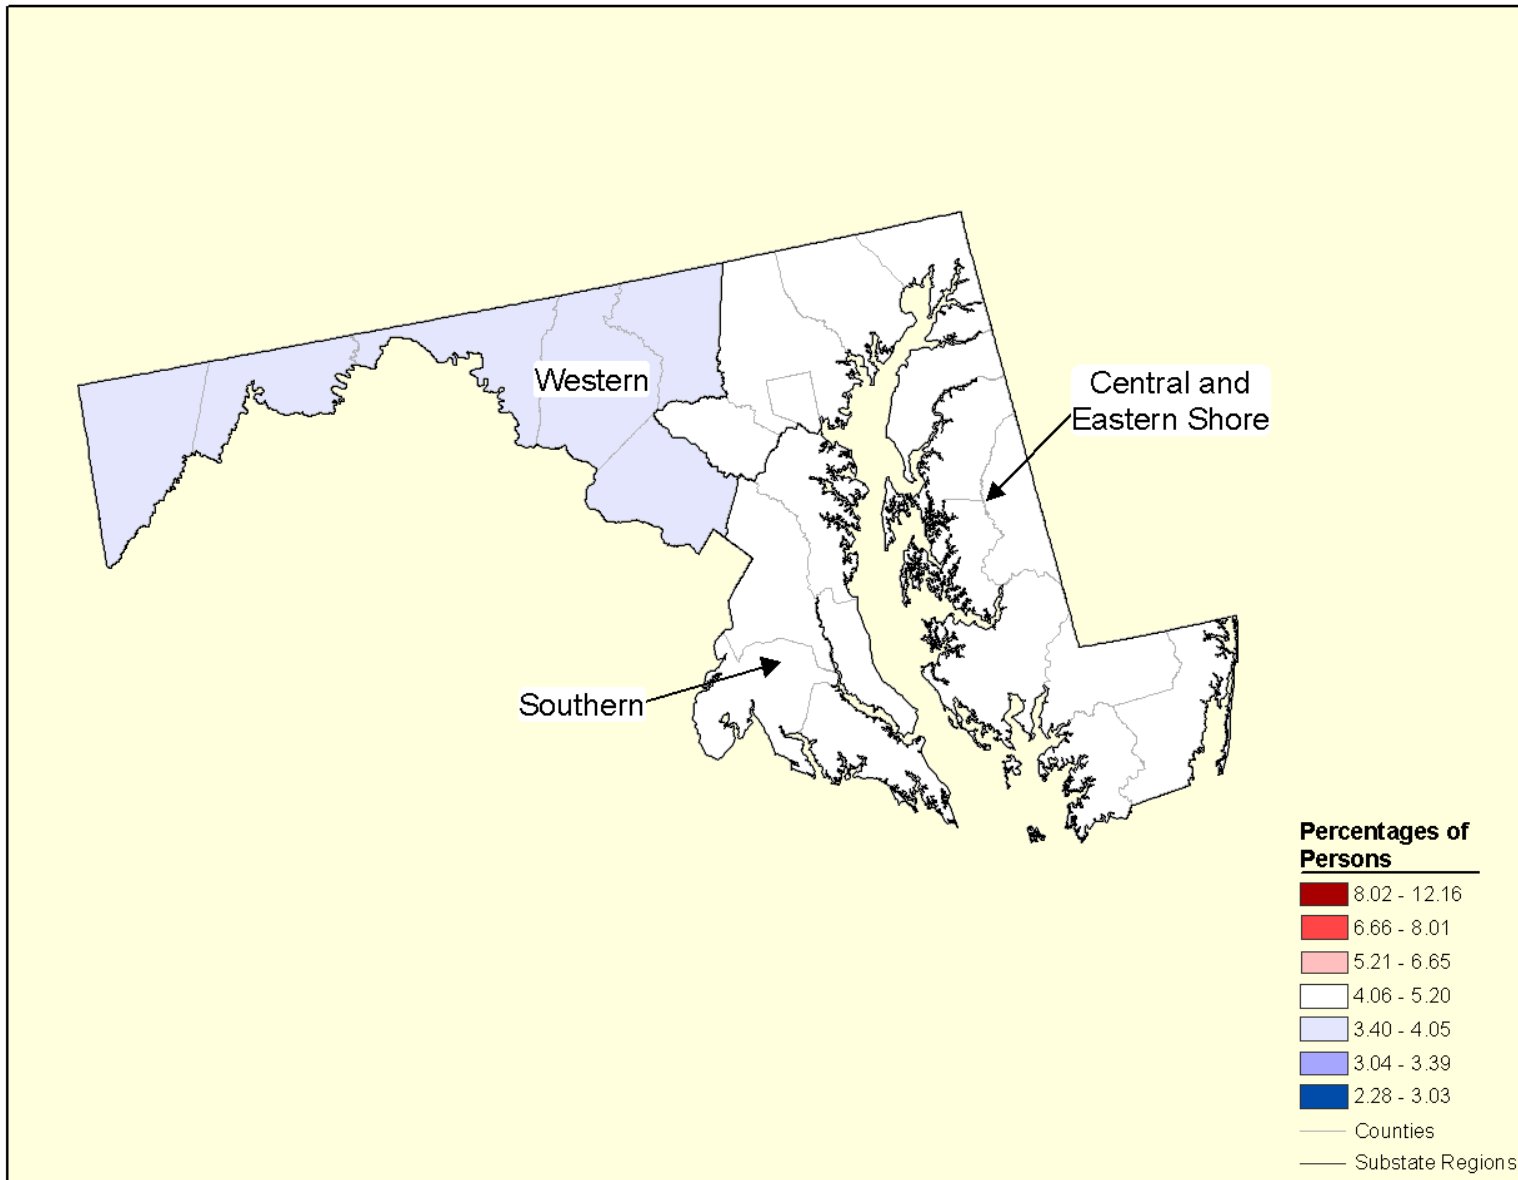 Western
Central and
Eastern Shore
Southern
Percentages of
Persons
8.02 - 12.16
6.66 - 8.01
5.21 - 6.65
4.06 - 5.20
3.40 - 4.05
3.04 - 3.39
2.28 - 3.03
Counties
Substate Regions